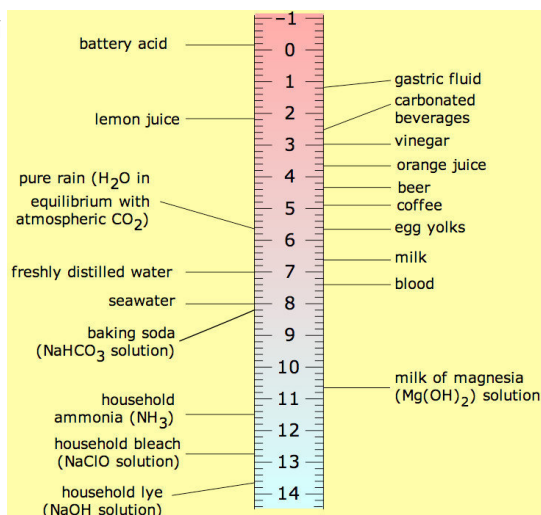 battery acid
lemon juice
pure rain (H₂O in
equilibrium with
atmospheric CO₂)
freshly distilled water
seawater
baking soda
(NaHCO₃ solution)
household
ammonia (NH₃)
household bleach
(NaClO solution)
household lye
(NaOH solution)
-1
0
1
2
3
4
5
6
7
8
9
10
11
12
13
14
gastric fluid
carbonated
beverages
vinegar
orange juice
beer
coffee
egg yolks
milk
blood
milk of magnesia
(Mg(OH)₂) solution